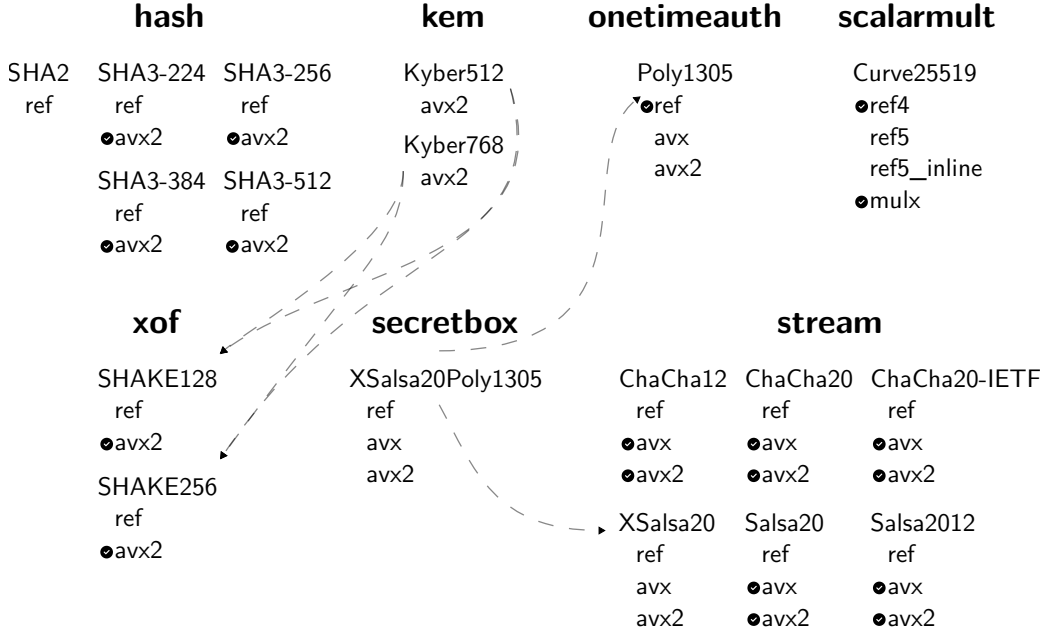 hash kem onetimeauth scalarmult
SHA2 SHA3-224 SHA3-256 Kyber512 Poly1305 Curve25519
ref ref ref avx2 ref ref4
avx2 avx2 Kyber768 avx ref5
SHA3-384 SHA3-512 avx2 avx2 ref5_inline
ref ref mulx
avx2 avx2
xof secretbox stream
SHAKE128 XSalsa20Poly1305 ChaCha12 ChaCha20 ChaCha20-IETF
ref ref ref ref ref
avx2 avx avx avx avx
avx2 avx2 avx2 avx2
SHAKE256
ref XSalsa20 Salsa20 Salsa2012
avx2 ref ref ref
avx avx avx
avx2 avx2 avx2